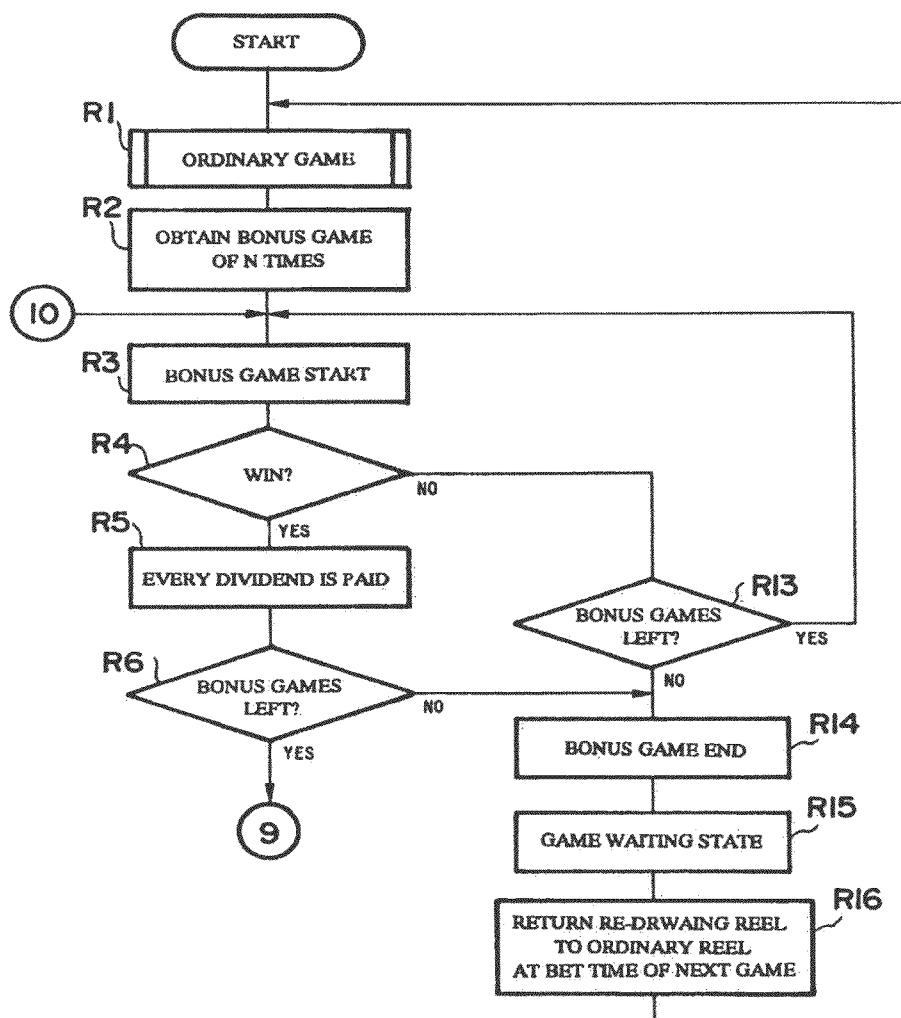 START
R1
ORDINARY GAME
R2
OBTAIN BONUS GAME
OF N TIMES
10
R3
BONUS GAME START
R4
WIN?
NO
YES
R5
EVERY DIVIDEND IS PAID
R13
BONUS GAMES
LEFT?
YES
NO
R6
BONUS GAMES
LEFT?
NO
YES
9
R14
BONUS GAME END
R15
GAME WAITING STATE
R16
RETURN RE-DRWAING REEL
TO ORDINARY REEL
AT BET TIME OF NEXT GAME